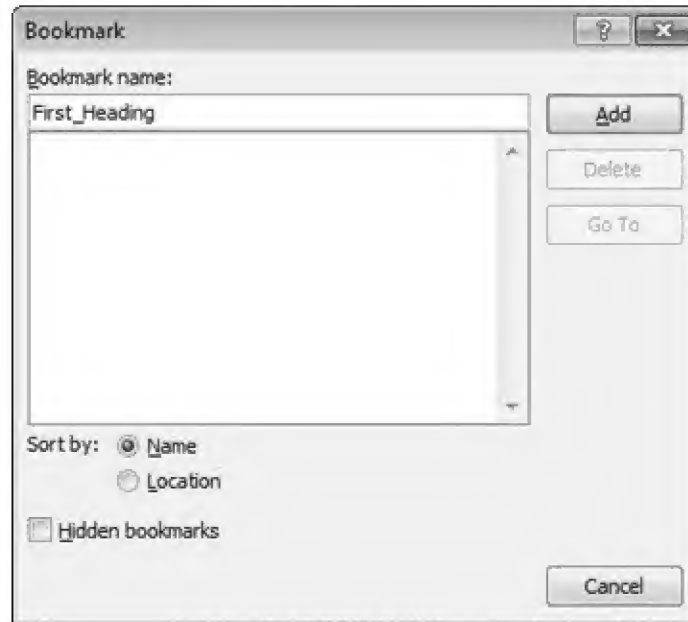 Bookmark
Bookmark name:
First_Heading
Add
Delete
Go To
Sort by: Name
Location
Hidden bookmarks
Cancel